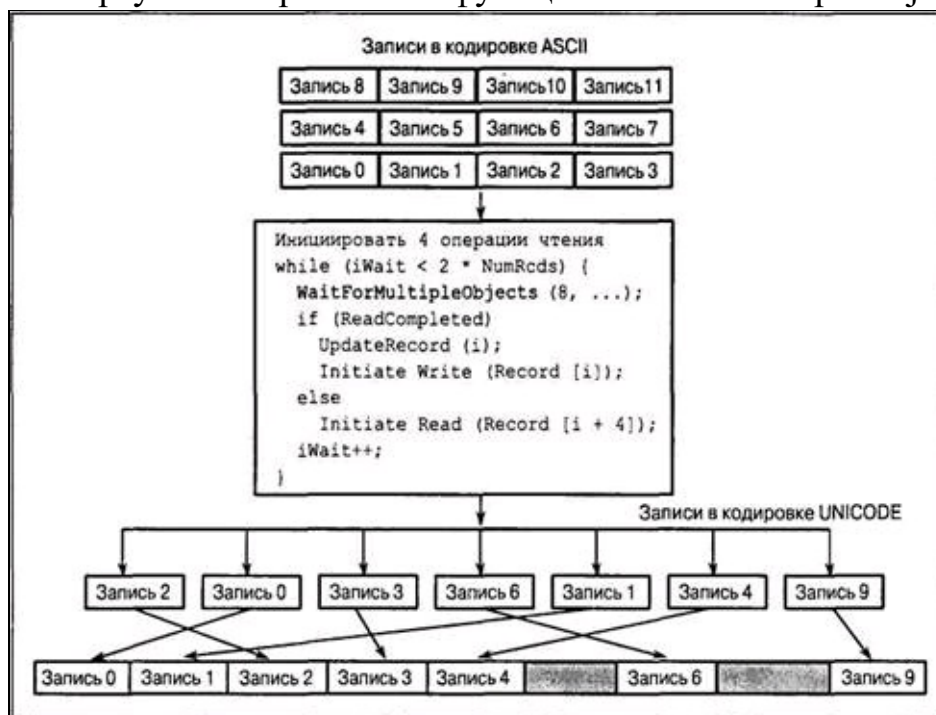 Записи в кодировке ASCII
Запись 8 Запись 9 Запись10 Запись11
Запись 4 Запись 5 Запись 6 Запись 7
Запись 0 Запись 1 Запись 2 Запись 3
Инициировать 4 операции чтения
while (iWait < 2 * NumRcds) {
WaitForMultipleObjects (8, ...);
if (ReadCompleted)
UpdateRecord (i);
Initiate Write (Record [i]);
else
Initiate Read (Record [i + 4]);
iWait++;
}
Записи в кодировке UNICODE
Запись 2 Запись 0 Запись 3 Запись 6 Запись 1 Запись 4 Запись 9
Запись 0 Запись 1 Запись 2 Запись 3 Запись 4 Запись 6 Запись 9